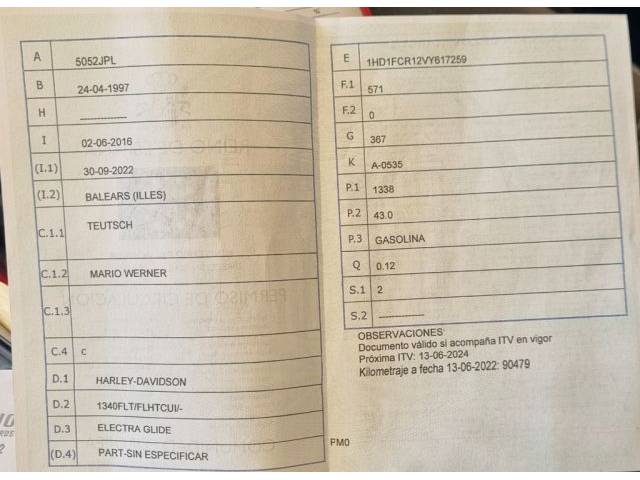 A 5052JPL
B 24-04-1997
H --------------
I 02-06-2016
(I.1) 30-09-2022
(I.2) BALEARS (ILLES)
C.1.1 TEUTSCH
C.1.2 MARIO WERNER
C.1.3
C.4 c
D.1 HARLEY-DAVIDSON
D.2 1340FLT/FLHTCUI/-
D.3 ELECTRA GLIDE
(D.4) PART-SIN ESPECIFICAR
E 1HD1FCR12VY617259
F.1 571
F.2 0
G 367
K A-0535
P.1 1338
P.2 43.0
P.3 GASOLINA
Q 0.12
S.1 2
S.2 --------------
OBSERVACIONES:
Documento válido si acompaña ITV en vigor
Próxima ITV: 13-06-2024
Kilometraje a fecha 13-06-2022: 90479
PM0